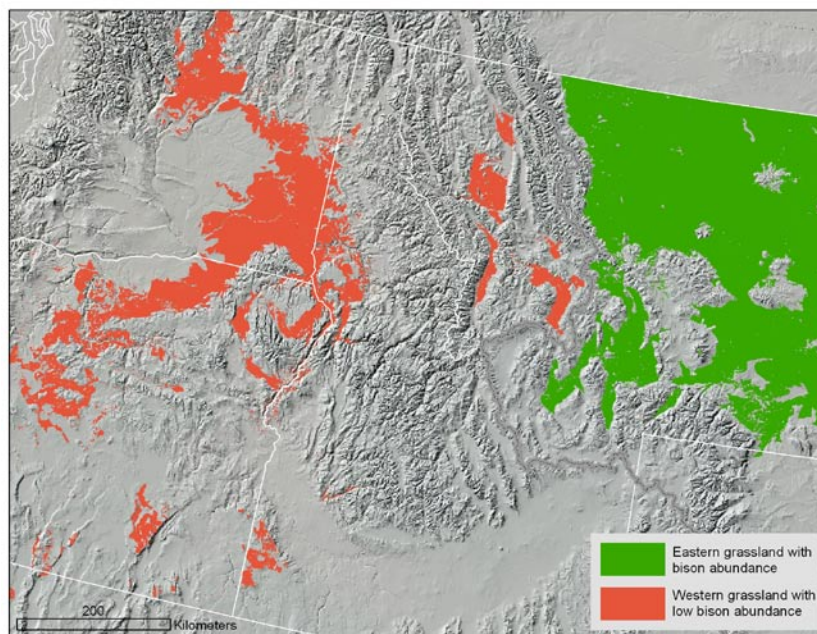 Eastern grassland with
bison abundance
Western grassland with
low bison abundance
200
Kilometers